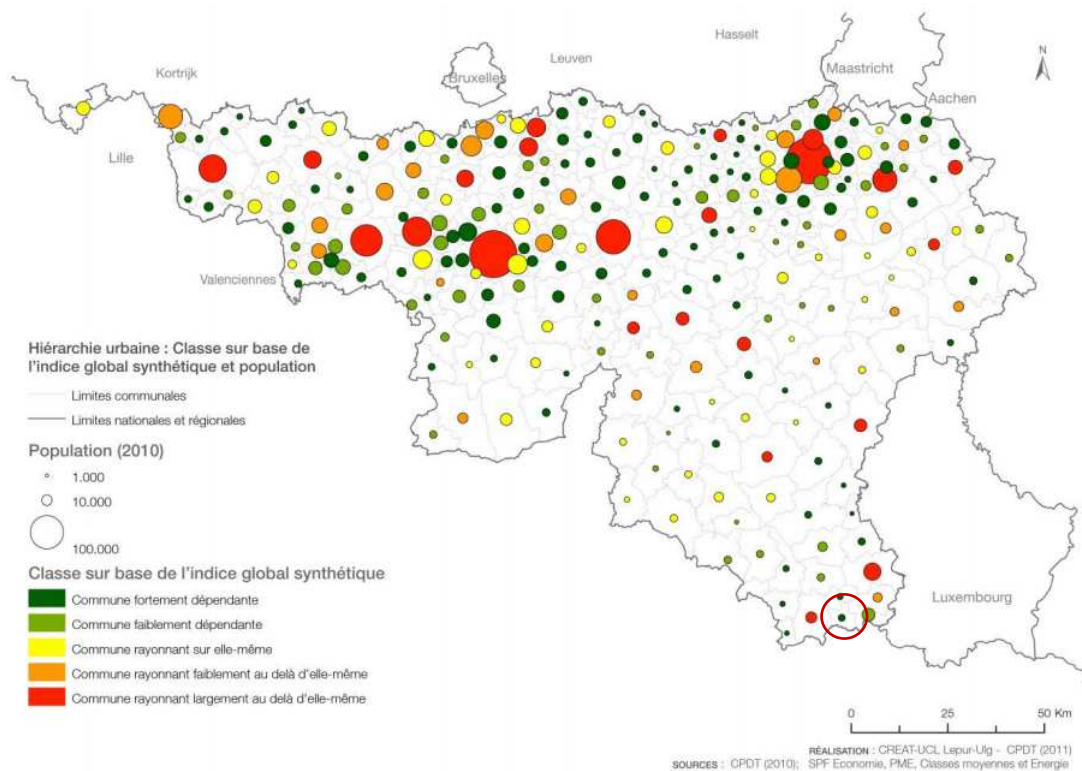 Hasselt
Leuven
Kortrijk
Bruxelles
Maastricht
N
Aachen
Lille
Valenciennes
Hiérarchie urbaine : Classe sur base de
l'indice global synthétique et population
Limites communales
Limites nationales et régionales
Population (2010)
1.000
10.000
100.000
Classe sur base de l'indice global synthétique
Commune fortement dépendante
Commune faiblement dépendante
Commune rayonnant sur elle-même
Commune rayonnant faiblement au delà d'elle-même
Commune rayonnant largement au delà d'elle-même
Luxembourg
0 25 50 Km
RÉALISATION : CREAT-UCL Lepur-Ulg - CPDT (2011)
SOURCES : CPDT (2010); SPF Economie, PME, Classes moyennes et Energie